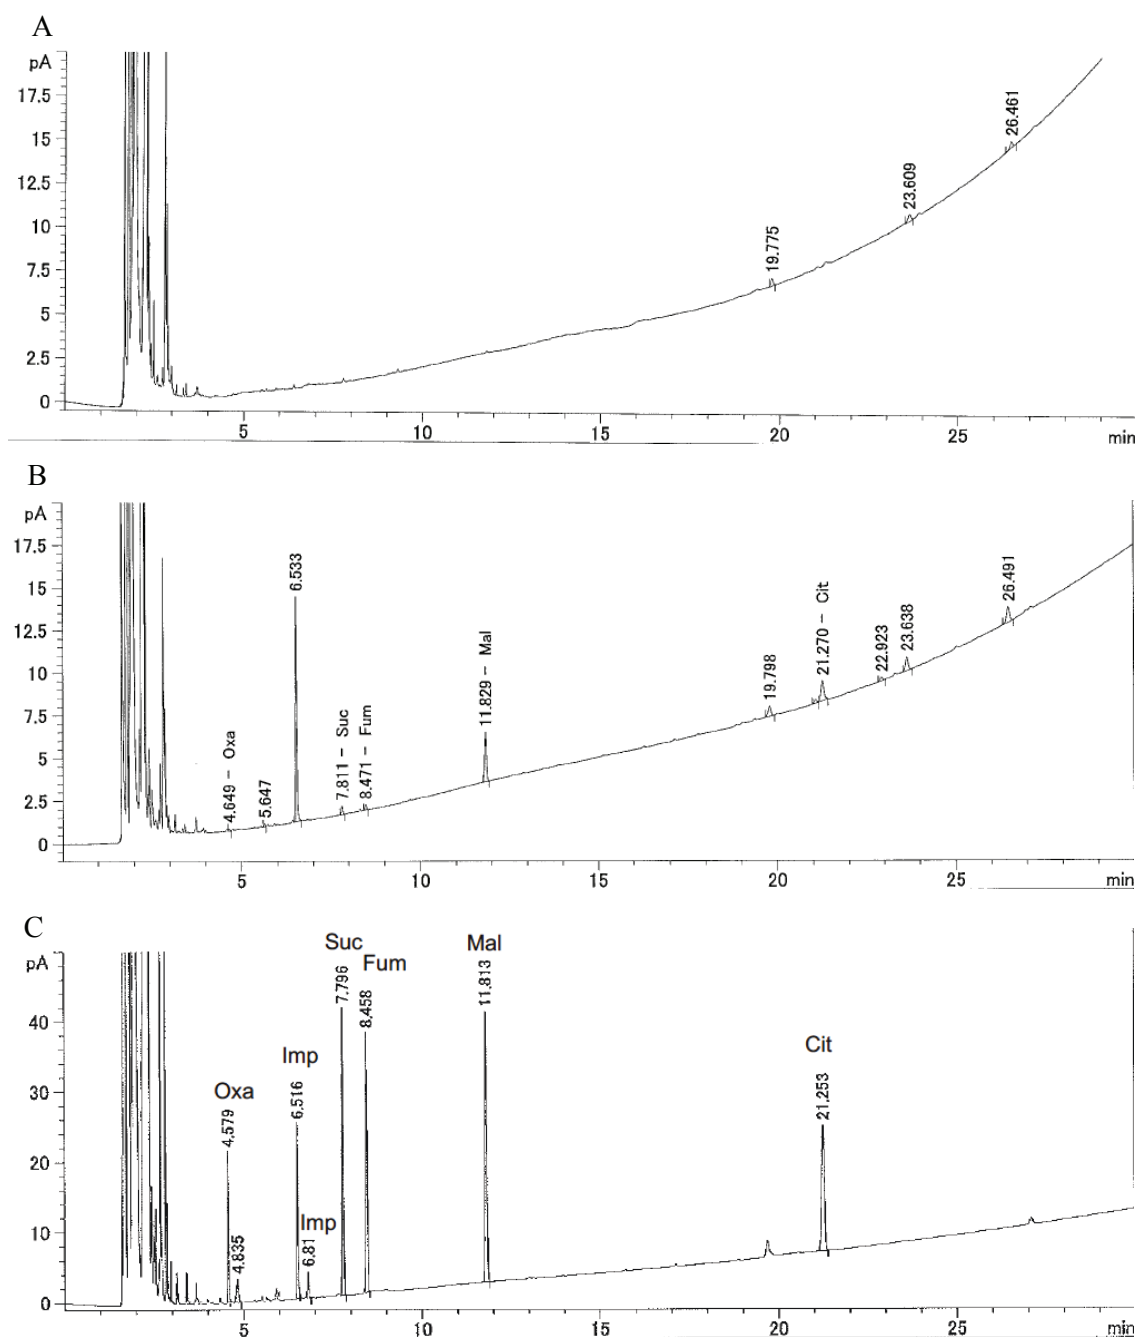 A
pA
17.5
15
12.5
10
7.5
5
2.5
0
19.775
23.609
26.461
5 10 15 20 25 min
B
pA
17.5
15
12.5
10
7.5
5
2.5
0
4.649 - Oxa
5.647
6.533
7.811 - Suc
8.471 - Fum
11.829 - Mal
19.798
21.270 - Cit
22.923
23.638
26.491
5 10 15 20 25 min
C
pA
40
30
20
10
0
Oxa
4.579
4.835
Imp
6.516
Imp
6.81
Suc
7.796
Fum
8.458
Mal
11.813
Cit
21.253
5 10 15 20 25 min